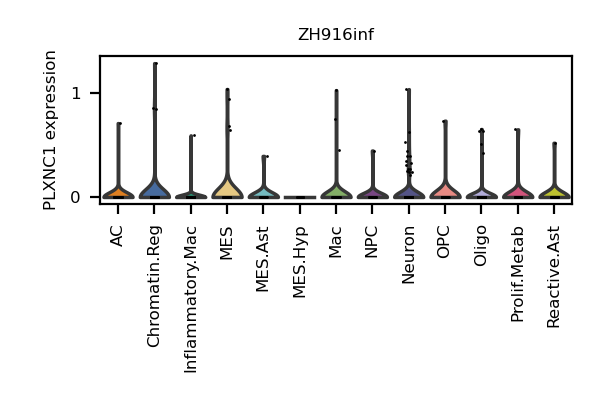 ZH916inf
PLXNC1 expression
1
0
AC
Chromatin.Reg
Inflammatory.Mac
MES
MES.Ast
MES.Hyp
Mac
NPC
Neuron
OPC
Oligo
Prolif.Metab
Reactive.Ast